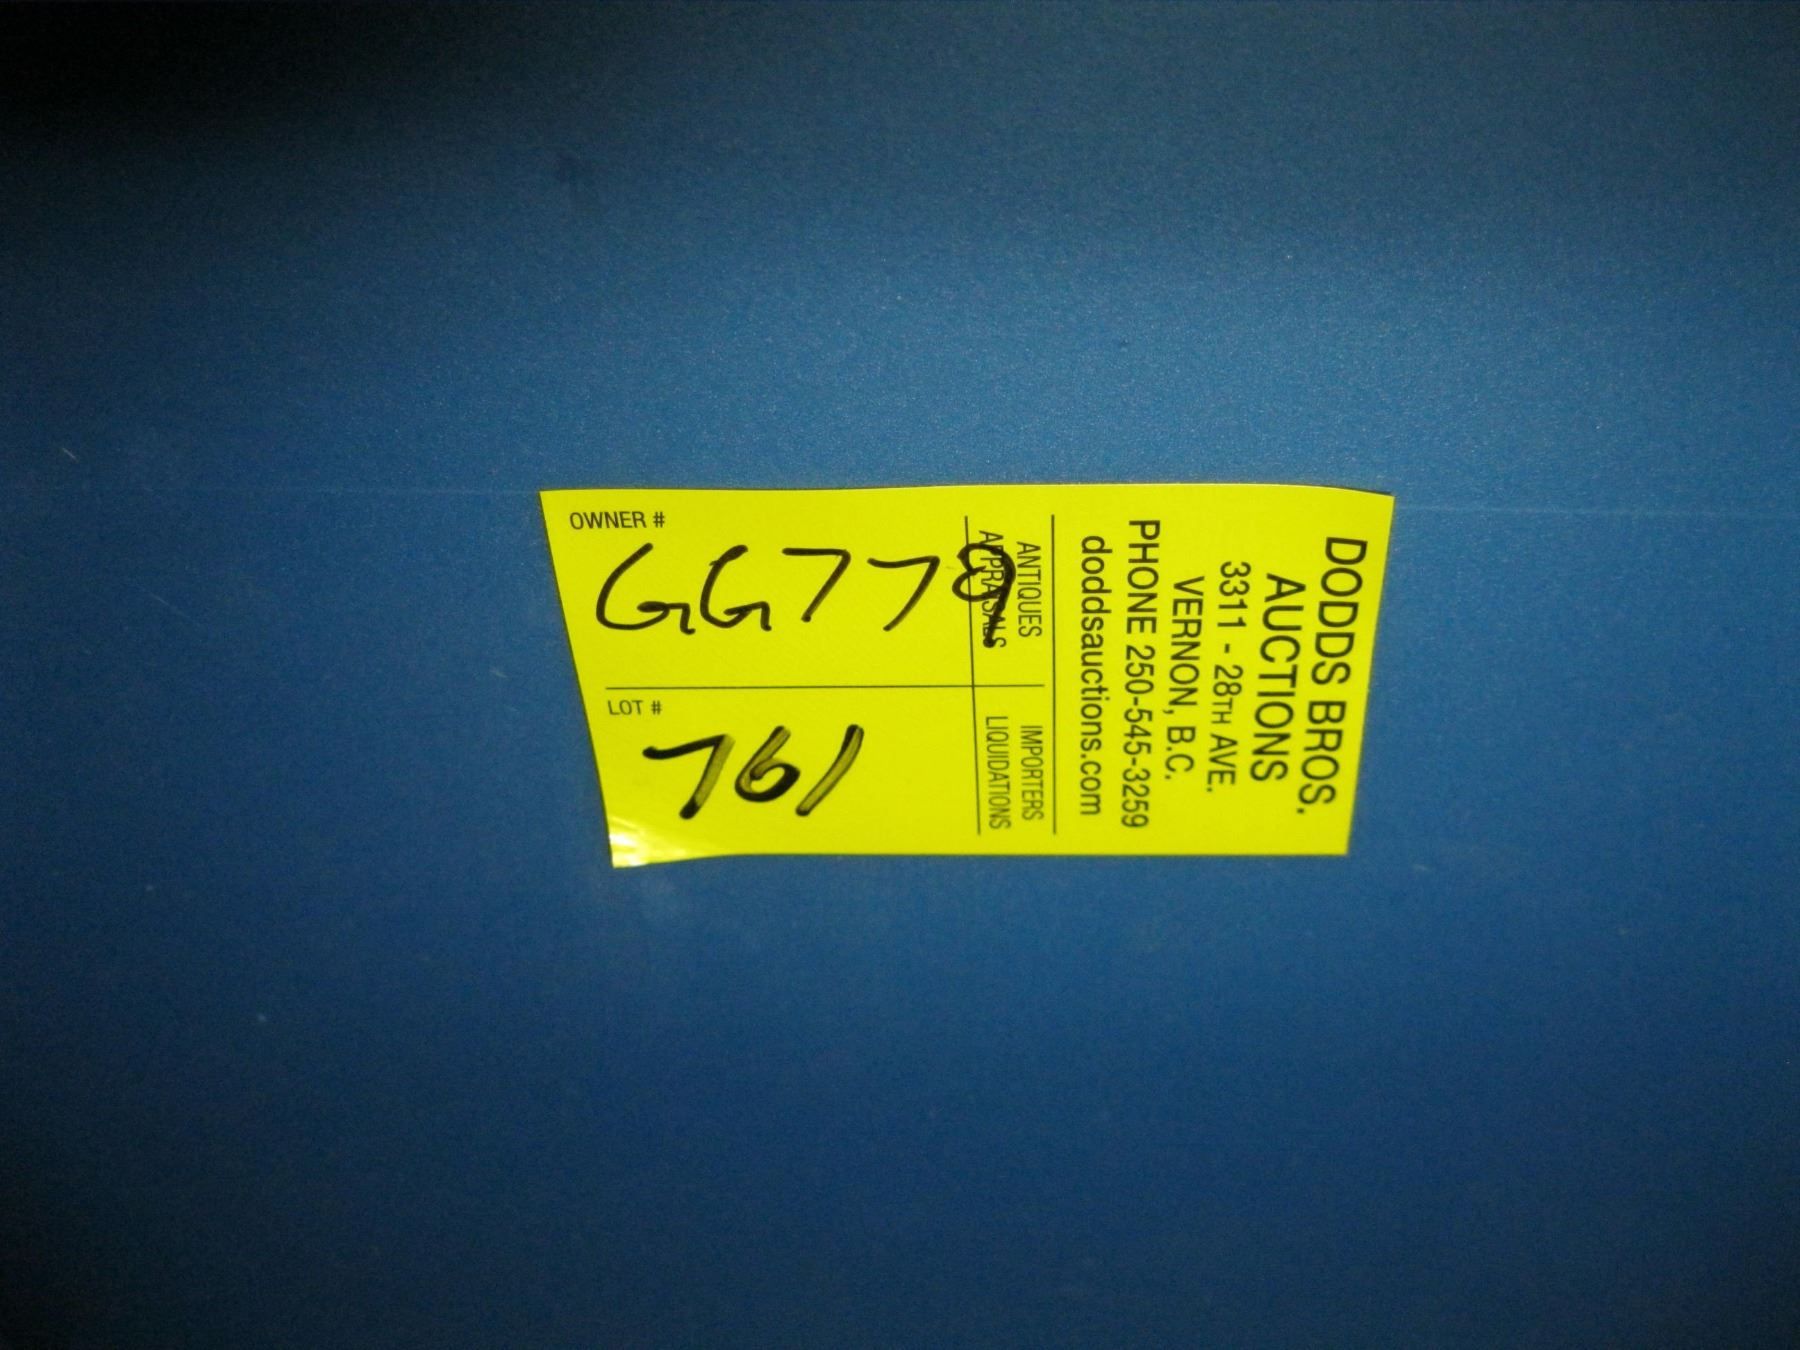 DODDS BROS.
AUCTIONS
3311 - 28TH AVE.
VERNON, B.C.
PHONE 250-545-3259
doddsauctions.com
ANTIQUES
APPRAISALS
IMPORTERS
LIQUIDATIONS
OWNER #
GG779
LOT #
761